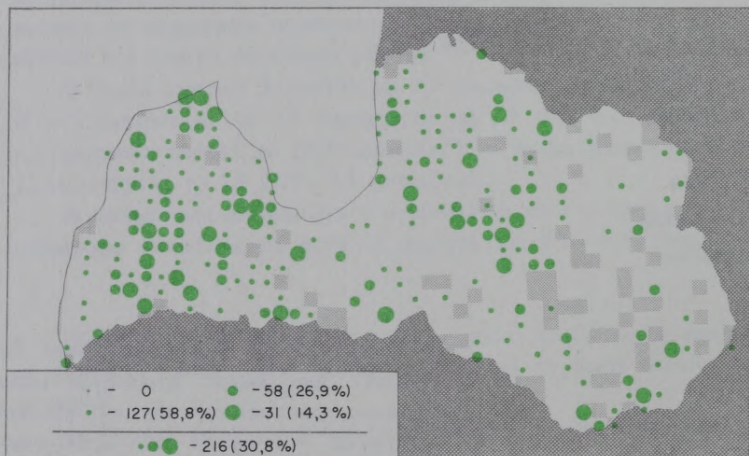 - 0
- 58 (26,9%)
- 127 (58,8%)
- 31 (14,3%)
- 216 (30,8%)